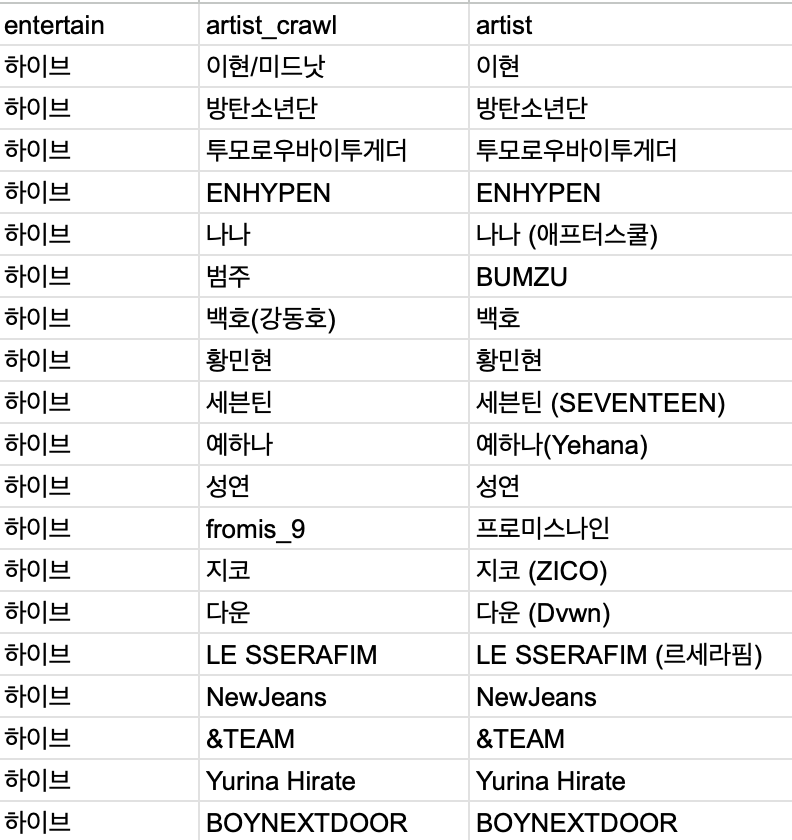 entertain artist_crawl artist
하이브 이현/미드낫 이현
하이브 방탄소년단 방탄소년단
하이브 투모로우바이투게더 투모로우바이투게더
하이브 ENHYPEN ENHYPEN
하이브 나나 나나 (애프터스쿨)
하이브 범주 BUMZU
하이브 백호(강동호) 백호
하이브 황민현 황민현
하이브 세븐틴 세븐틴 (SEVENTEEN)
하이브 예하나 예하나(Yehana)
하이브 성연 성연
하이브 fromis_9 프로미스나인
하이브 지코 지코 (ZICO)
하이브 다운 다운 (Dvwn)
하이브 LE SSERAFIM LE SSERAFIM (르세라핌)
하이브 NewJeans NewJeans
하이브 &TEAM &TEAM
하이브 Yurina Hirate Yurina Hirate
하이브 BOYNEXTDOOR BOYNEXTDOOR